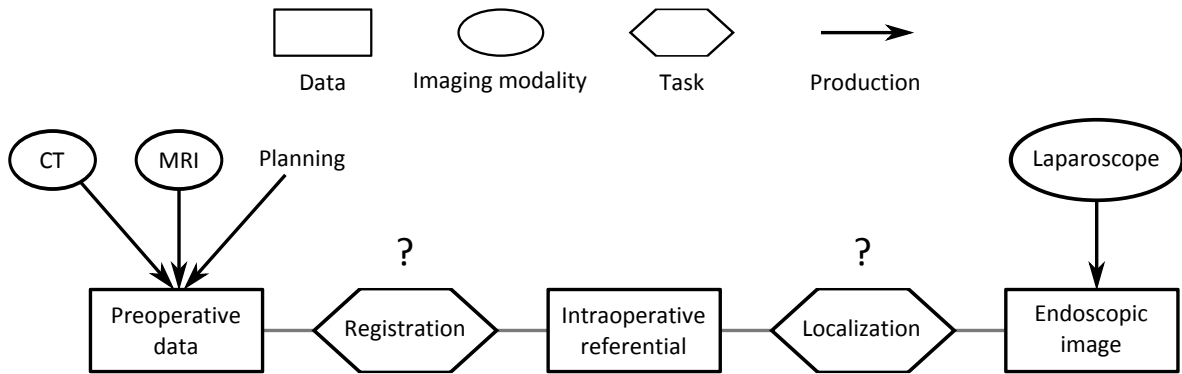 Data
Imaging modality
Task
Production
CT
MRI
Planning
Laparoscope
?
?
Preoperative
data
Registration
Intraoperative
referential
Localization
Endoscopic
image